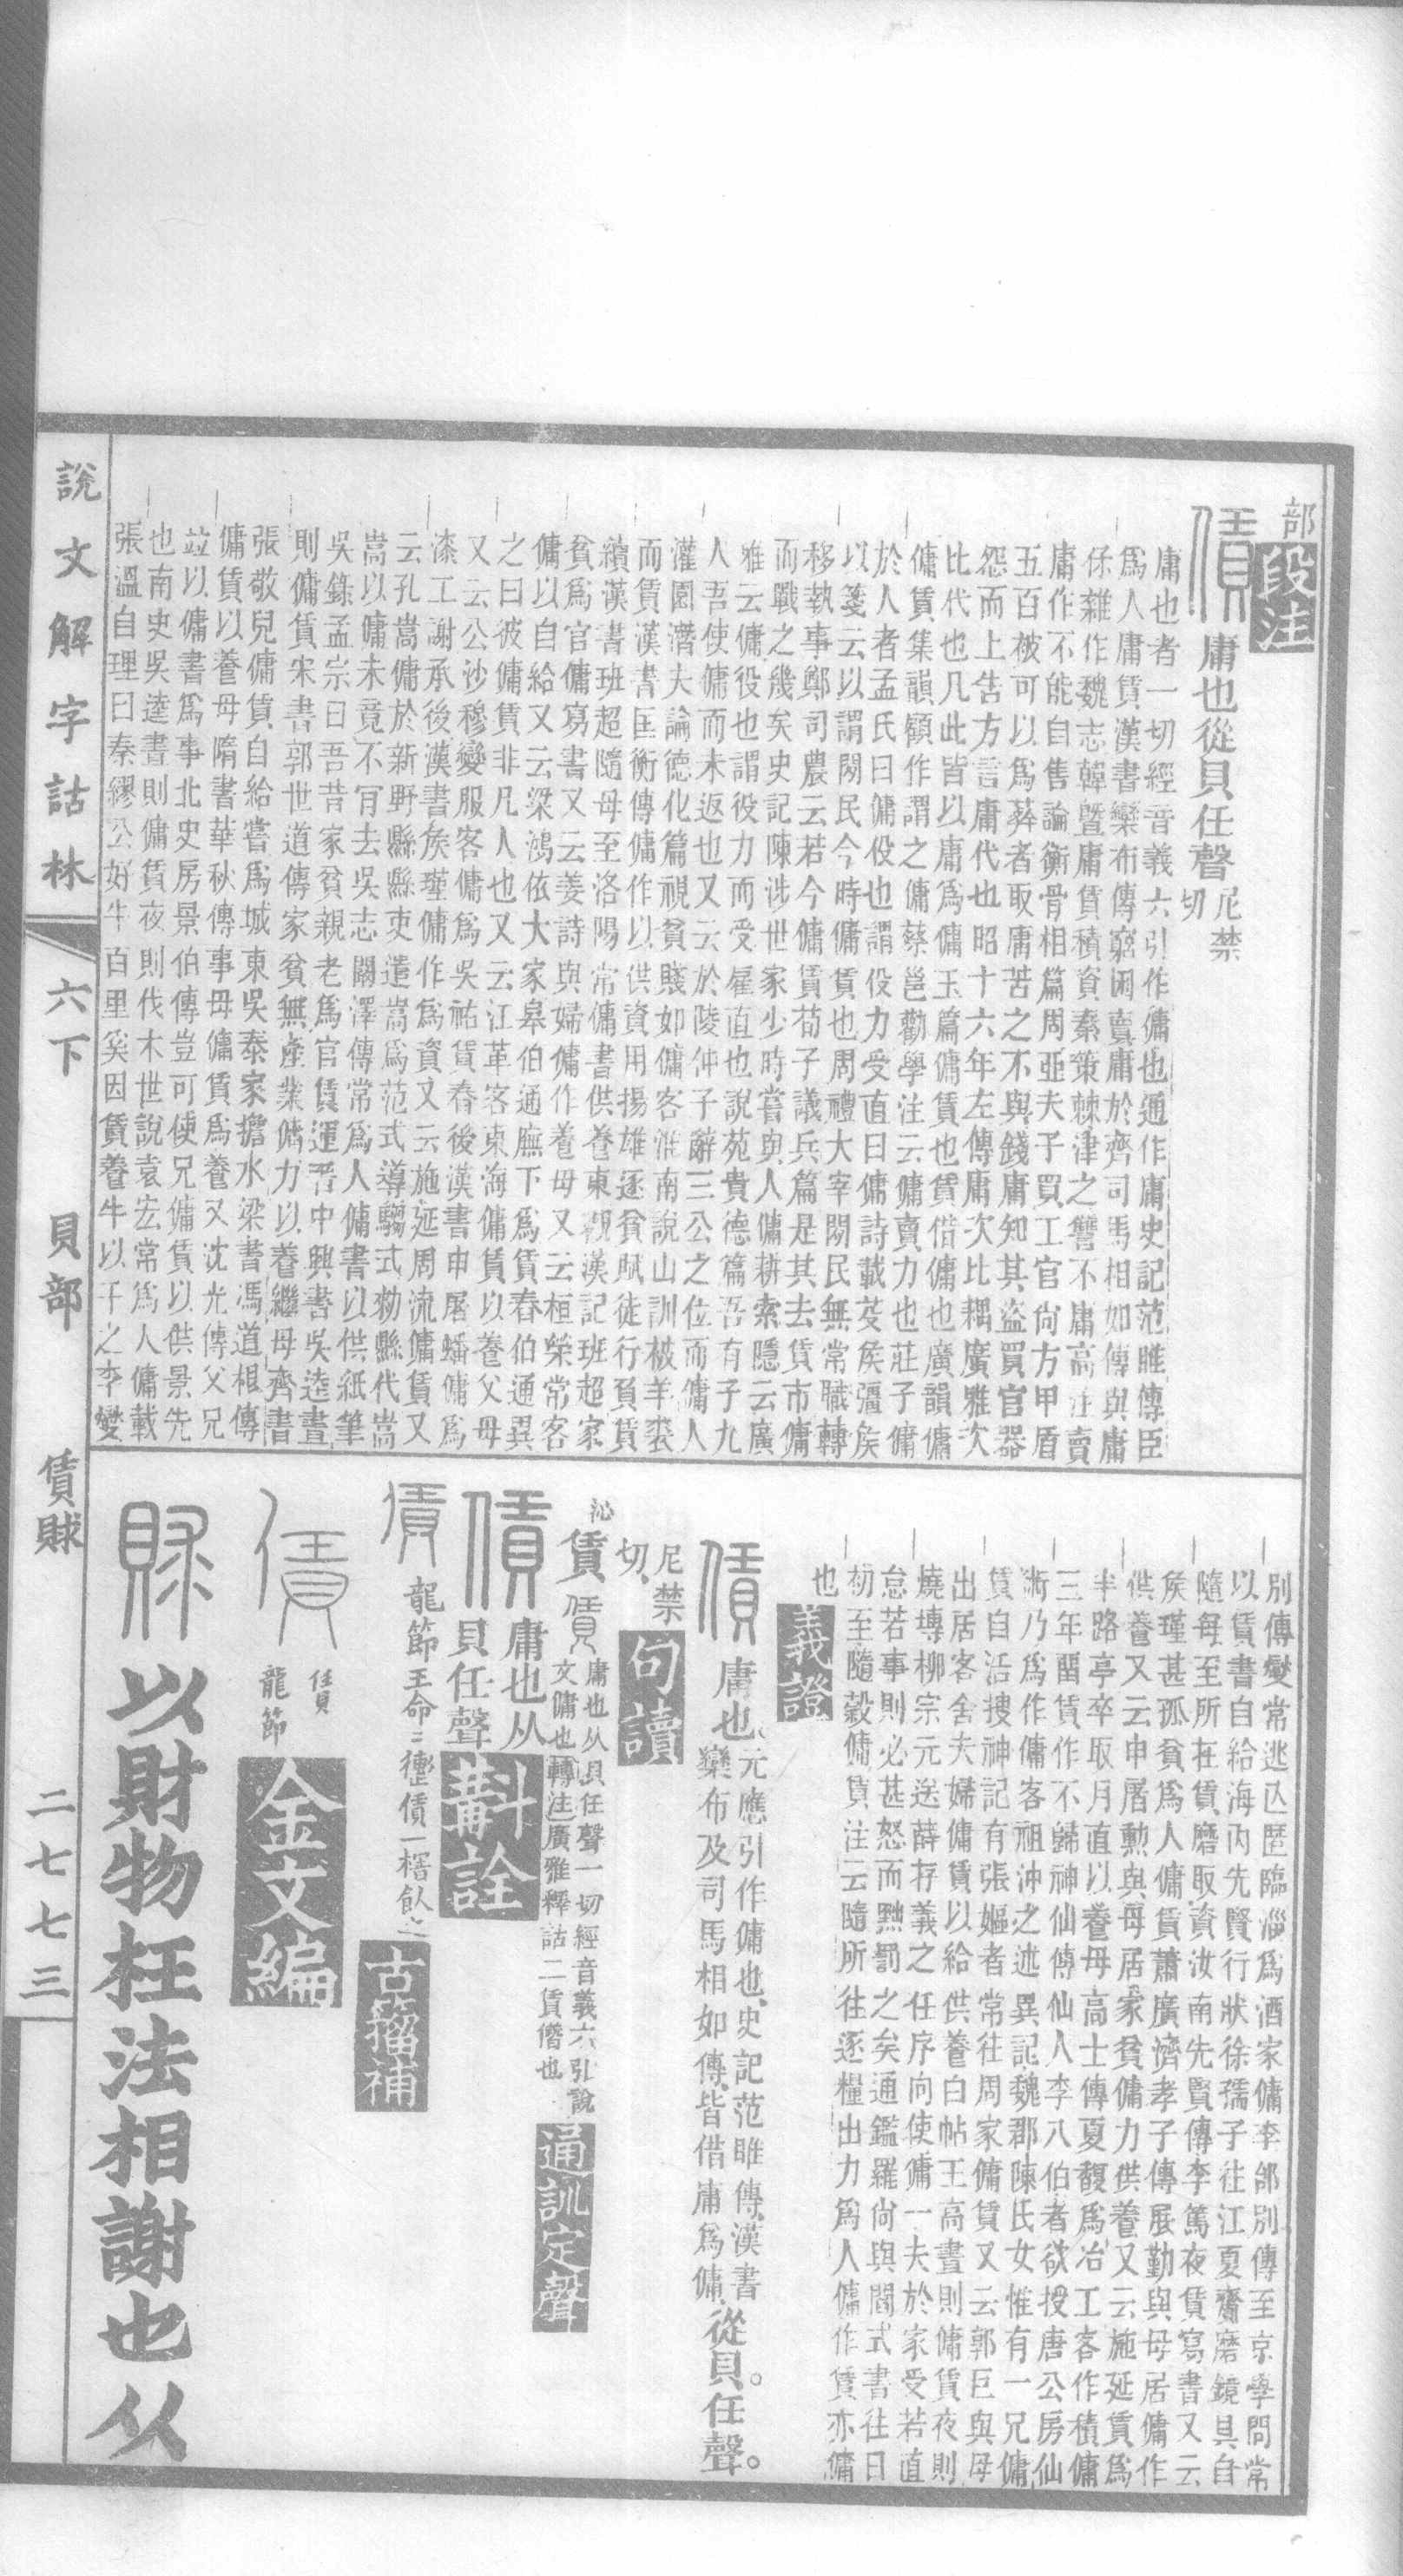 部段注
賃庸也從貝任聲尼禁切
庸也者一切經音義六引作傭也通作庸史記范雎傳臣
爲人庸賃漢書欒布傳窮困賣庸於齊司馬相如傳與庸
保雜作魏志韓暨庸賃積資秦策棘津之讐不庸高注賣
庸作不能自售論衡骨相篇周亞夫子買工官尚方甲盾
五百被可以爲葬者取庸苦之不與錢庸知其盜買官器
怨而上告方言庸代也昭十六年左傳庸次比耦廣雅次
比代也凡此皆以庸爲傭玉篇傭賃也賃借傭也廣韻傭
傭賃集韻顧作謂之傭蔡邕勸學注云傭賣力也莊子傭
於人者孟氏曰傭役也謂役力受直曰傭詩載芟矦彊矦
以箋云以謂閒民今時傭賃也周禮大宰閒民無常職轉
移執事鄭司農云若今傭賃荀子議兵篇是其去賃市傭
而戰之幾矣史記陳涉世家少時嘗與人傭耕索隱云廣
雅云傭役也謂役力而受雇直也說苑貴德篇吾有子九
人吾使傭而未返也又云於陵仲子辭三公之位而傭人
灌園潛夫論德化篇視貧賤如傭客淮南說山訓被羊裘
而賃漢書匡衡傳傭作以供資用揚雄逐貧賦徒行負賃
續漢書班超隨母至洛陽常傭書供養東觀漢記班超家
貧爲官傭寫書又云姜詩與婦傭作養母又云桓榮常客
傭以自給又云梁鴻依大家皋伯通廡下爲賃舂伯通異
之曰彼傭賃非凡人也又云江革客東海傭賃以養父母
又云公沙穆變服客傭爲吳祐賃舂後漢書申屠蟠傭爲
漆工謝承後漢書矦瑾傭作爲資又云施延周流傭賃又
云孔嵩傭於新野縣縣吏遣嵩爲范式導騶式勑縣代嵩
嵩以傭未竟不肯去吳志闞澤傳常爲人傭書以供紙筆
吳錄孟宗曰吾昔家貧親老爲官賃運晉中興書吳逵晝
則傭賃宋書郭世道傳家貧無產業傭力以養繼母齊書
張敬兒傭賃自給嘗爲城東吳泰家擔水梁書馮道根傳
傭賃以養母隋書華秋傳事母傭賃爲養又沈光傳父兄
竝以傭書爲事北史房景伯傳豈可使兄傭賃以供景先
也南史吳逵書則傭賃夜則伐木世說袁宏常爲人傭載
張溫自理曰秦繆公好牛百里奚因賃養牛以干之李燮
別傳燮常逃亾匿臨淄爲酒家傭李郃別傳至京學問常
以賃書自給海內先賢行狀徐孺子往江夏齎磨鏡具自
隨每至所在賃磨取資汝南先賢傳李篤夜賃寫書又云
矦瑾甚孤貧爲人傭賃蕭廣濟孝子傳展勤與母居傭作
供養又云申屠勳與母居家貧傭力供養又云施延賃爲
半路亭卒取月直以養母高士傳夏馥爲冶工客作積傭
三年閒賃作不歸神仙傳仙人李八伯者欲授唐公房仙
術乃爲作傭客祖沖之述異記魏郡陳氏女惟有一兄傭
賃自活搜神記有張嫗者常往周家傭賃又云郭巨與母
出居客舍夫婦傭賃以給供養白帖王高晝則傭賃夜則
燒塼柳宗元送薛存義之任序向使傭一夫於家受若直
怠若事則必甚怒而黜罰之矣通鑑羅尚與閻式書往日
初至隨穀傭賃注云隨所往逐糧出力爲人傭作賃亦傭
也義證
賃庸也元應引作傭也史記范雎傳漢書欒布及司馬相如傳皆借庸爲傭從貝。任聲。
尼禁切句讀
沁賃賃庸也从貝任聲一切經音義六引說文傭也轉注廣雅釋詁二賃僭也通訓定聲
賃庸也从貝任聲斠詮
賃龍節王命二賃一棓飤之古籀補
賃賃龍節金文編
賕以財物枉法相謝也从
說文解字詁林 六下 貝部 賃賕 二七七三